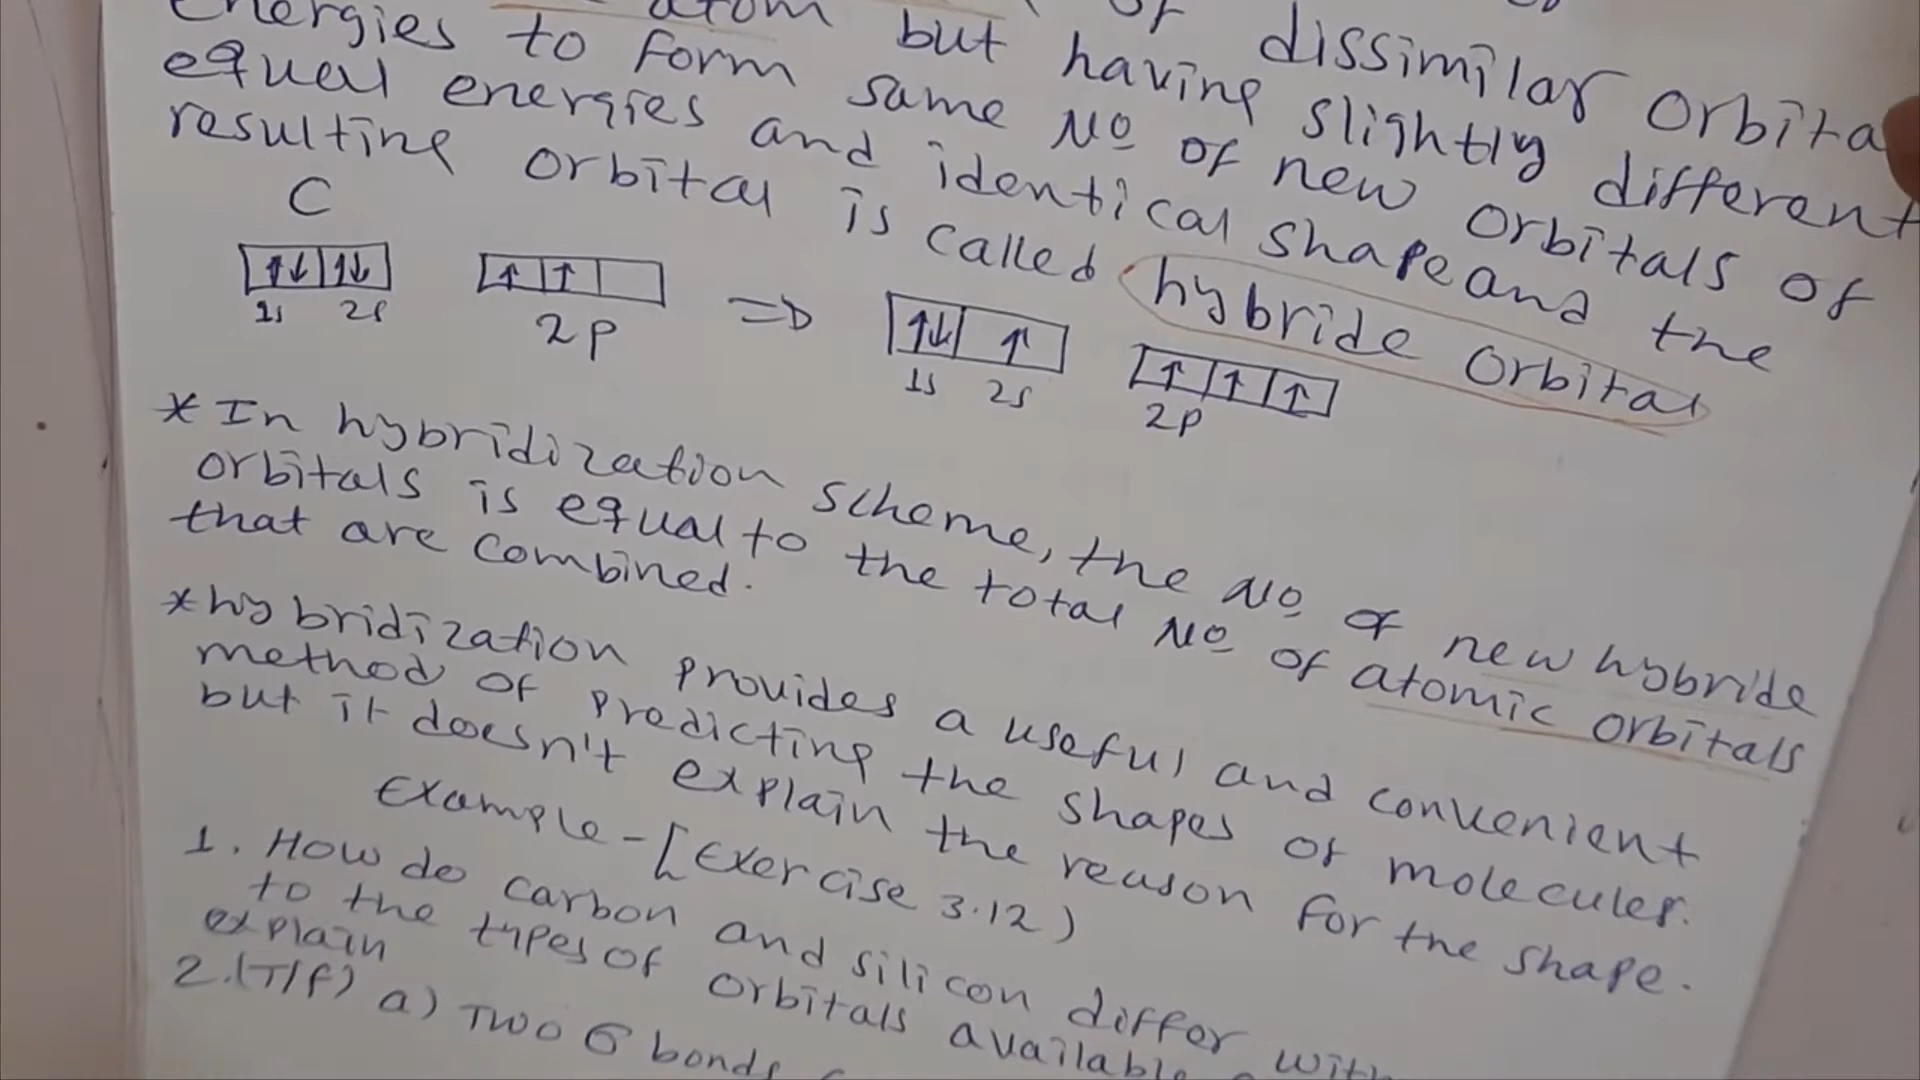 atom of dissimilar orbita
energies to form but having slightly different
equal energies and same No of new orbitals of
resulting orbital is identical shape and the
called hybride orbital
C
↑↓ ↑↓ ↑ ↑ => ↑↓ ↑ ↑ ↑ ↑
1s 2s 2p 1s 2s 2p
* In hybridization scheme, the No of new hybride
orbitals is equal to the total No of atomic orbitals
that are combined.
* hybridization provides a useful and convenient
method of predicting the shapes of molecules.
but it doesn't explain the reason for the shape.
Example - [Exercise 3.12)
1. How do carbon and silicon differ with
to the types of orbitals available
explain
2. (T/f) a) Two σ bonds